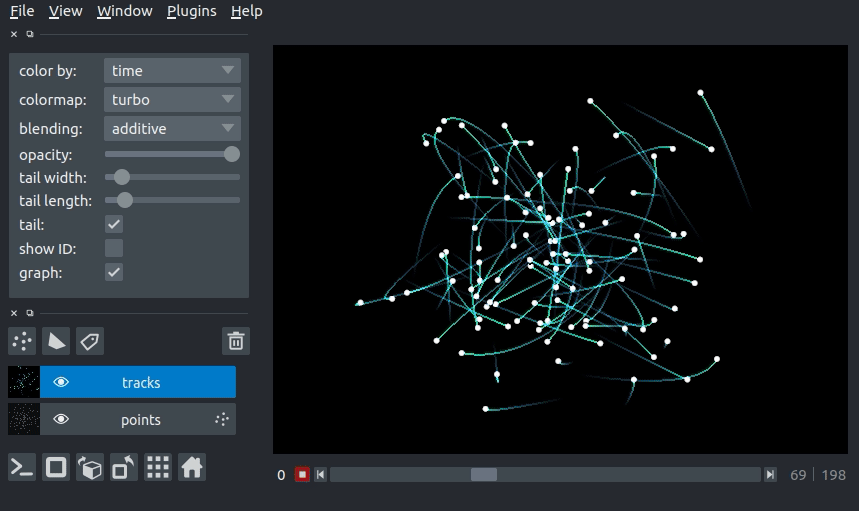 File View Window Plugins Help
color by: time
colormap: turbo
blending: additive
opacity:
tail width:
tail length:
tail:
show ID:
graph:
tracks
points
0 69 | 198